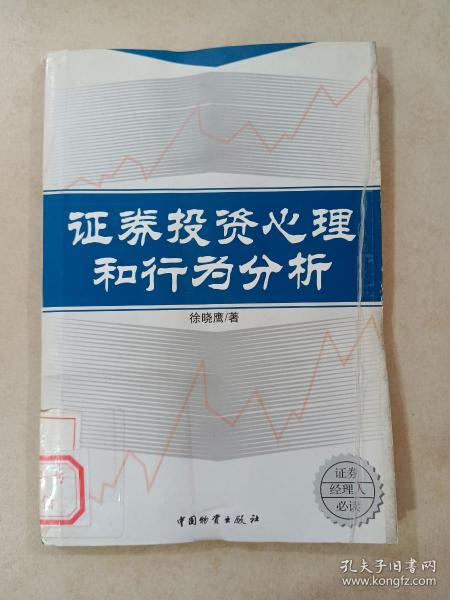 证券投资心理
和行为分析
徐晓鹰/著
证券
经理人
必读
中国物资出版社
孔夫子旧书网
www.kongfz.com